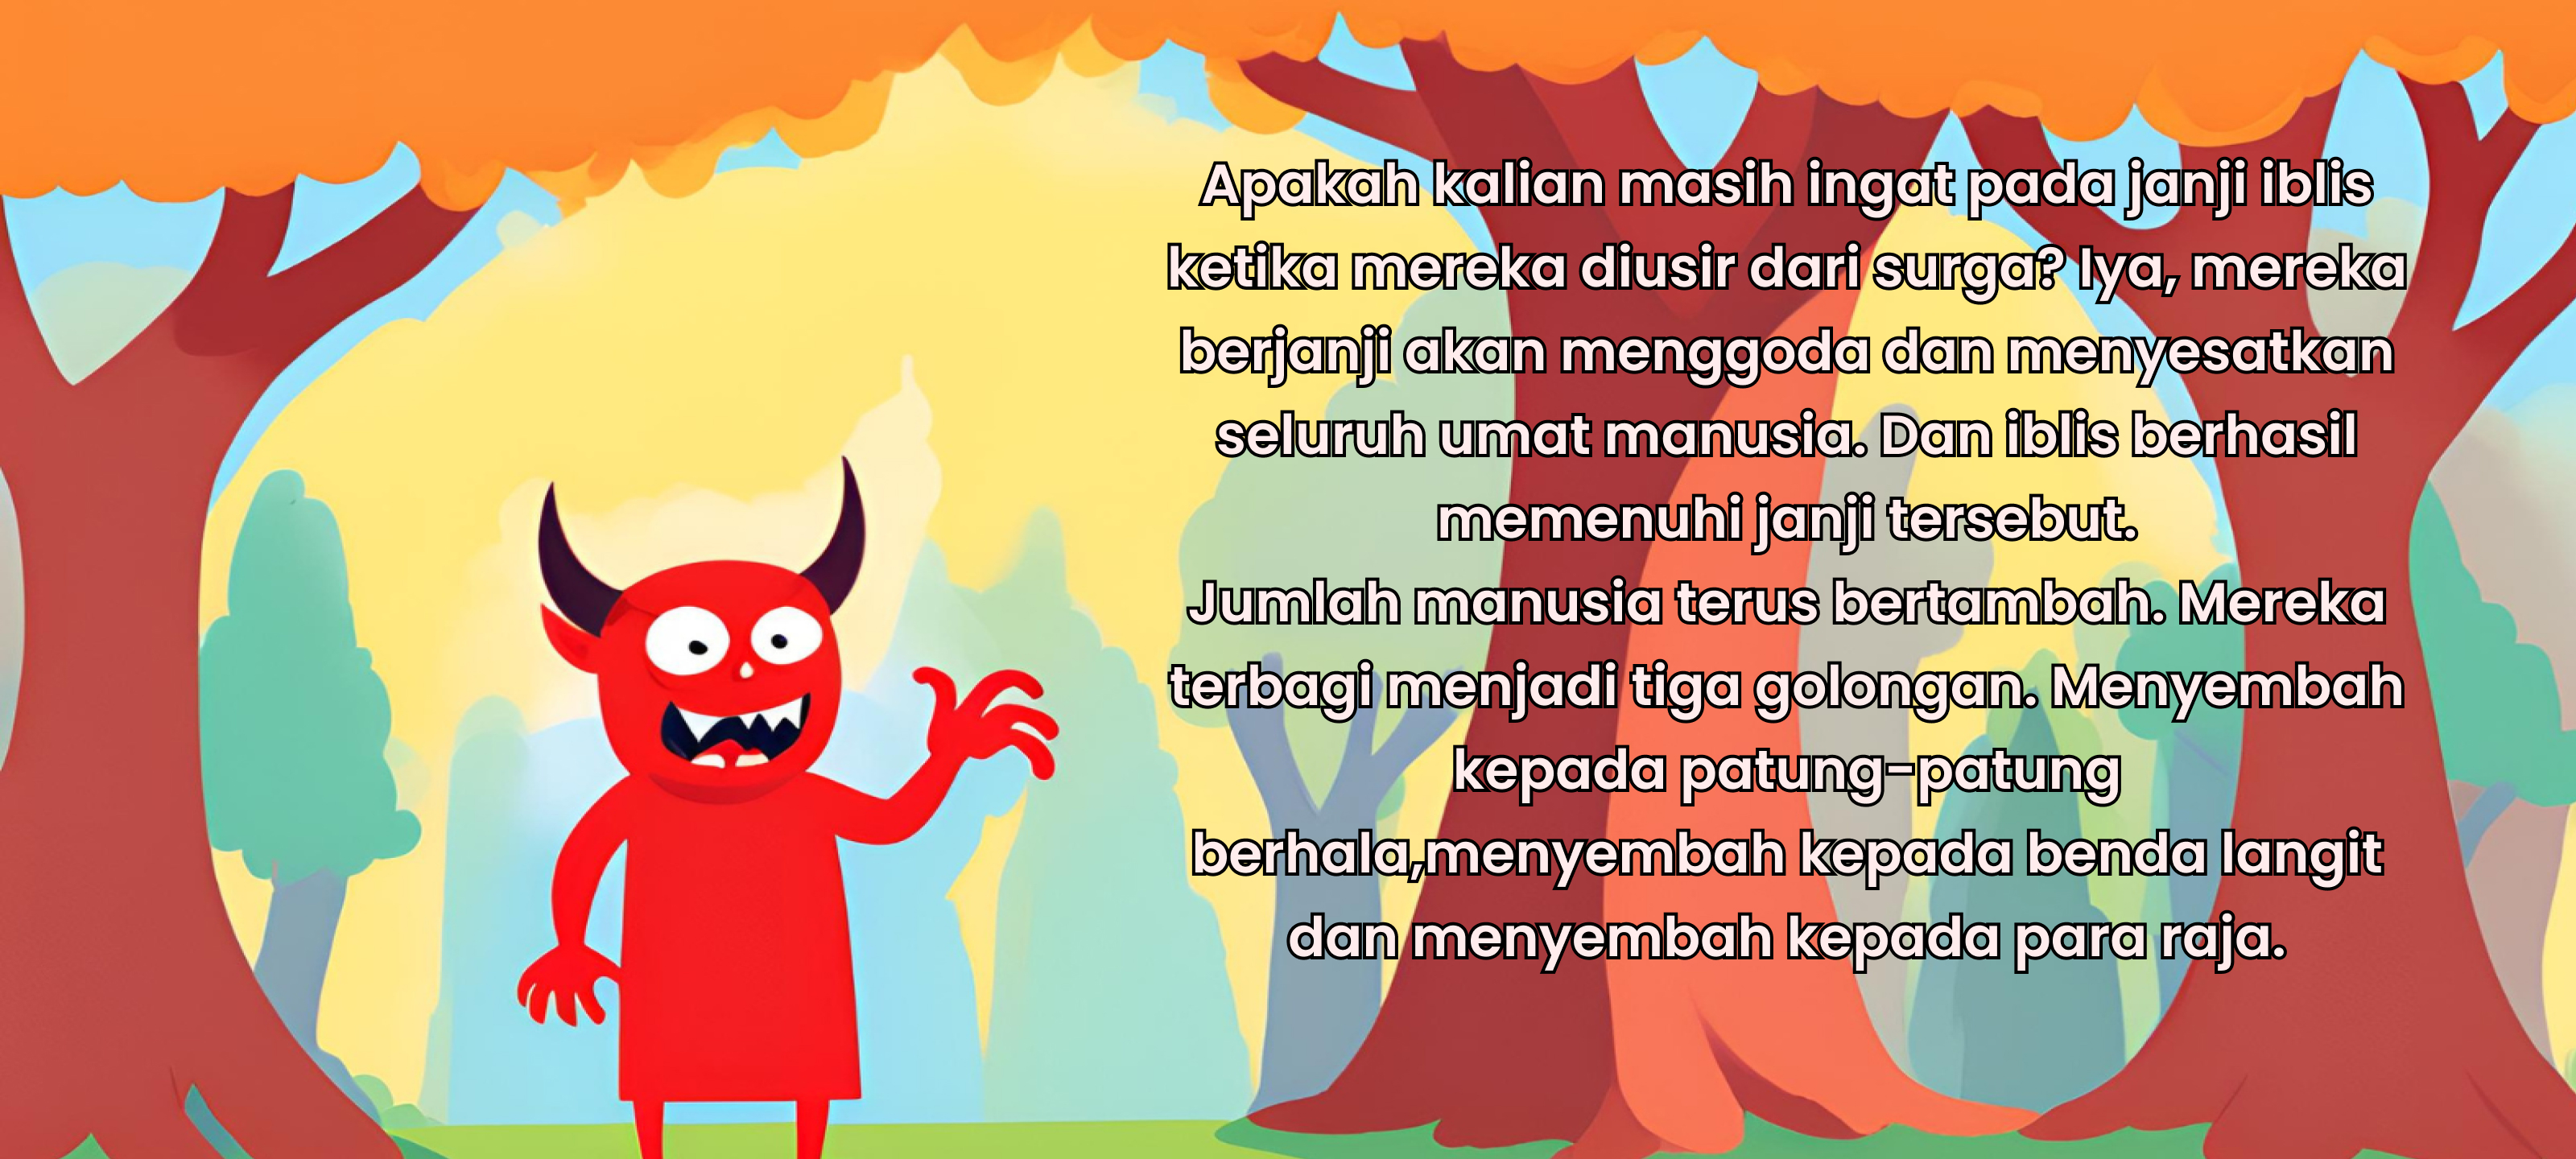 Apakah kalian masih ingat pada janji iblis
ketika mereka diusir dari surga? Iya, mereka
berjanji akan menggoda dan menyesatkan
seluruh umat manusia. Dan iblis berhasil
memenuhi janji tersebut.
Jumlah manusia terus bertambah. Mereka
terbagi menjadi tiga golongan. Menyembah
kepada patung-patung
berhala,menyembah kepada benda langit
dan menyembah kepada para raja.